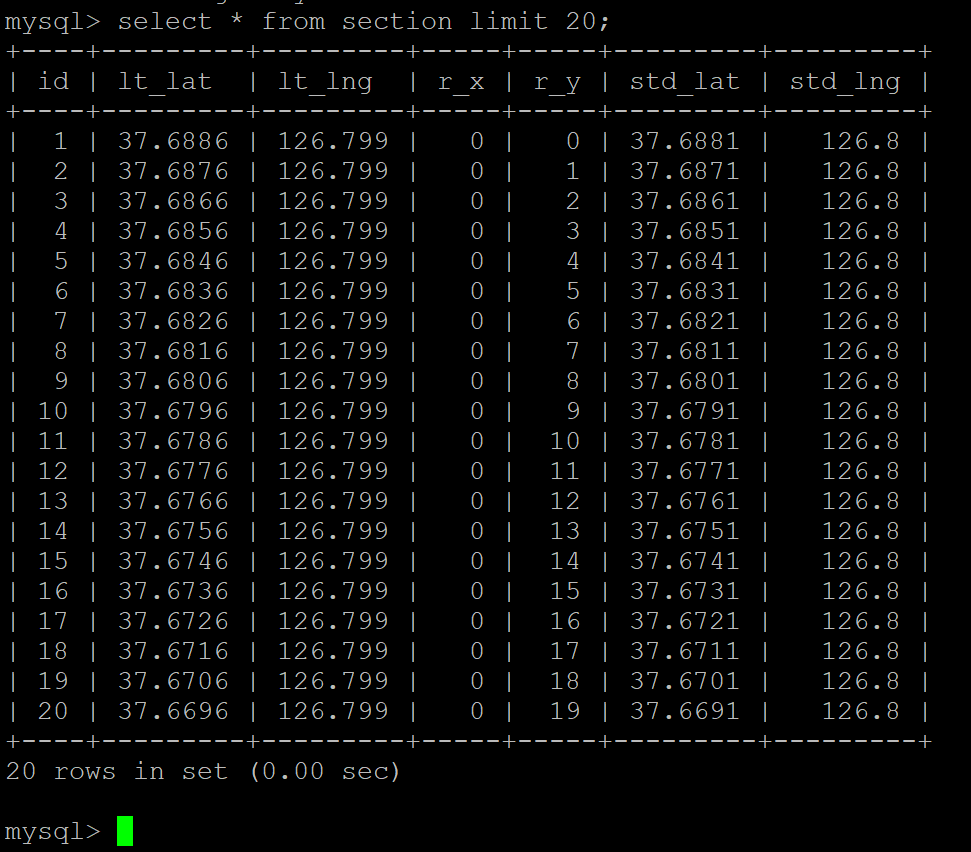 mysql> select * from section limit 20;
+----+---------+---------+-----+-----+---------+---------+
| id | lt_lat  | lt_lng  | r_x | r_y | std_lat | std_lng |
+----+---------+---------+-----+-----+---------+---------+
|  1 | 37.6886 | 126.799 |   0 |   0 | 37.6881 |   126.8 |
|  2 | 37.6876 | 126.799 |   0 |   1 | 37.6871 |   126.8 |
|  3 | 37.6866 | 126.799 |   0 |   2 | 37.6861 |   126.8 |
|  4 | 37.6856 | 126.799 |   0 |   3 | 37.6851 |   126.8 |
|  5 | 37.6846 | 126.799 |   0 |   4 | 37.6841 |   126.8 |
|  6 | 37.6836 | 126.799 |   0 |   5 | 37.6831 |   126.8 |
|  7 | 37.6826 | 126.799 |   0 |   6 | 37.6821 |   126.8 |
|  8 | 37.6816 | 126.799 |   0 |   7 | 37.6811 |   126.8 |
|  9 | 37.6806 | 126.799 |   0 |   8 | 37.6801 |   126.8 |
| 10 | 37.6796 | 126.799 |   0 |   9 | 37.6791 |   126.8 |
| 11 | 37.6786 | 126.799 |   0 |  10 | 37.6781 |   126.8 |
| 12 | 37.6776 | 126.799 |   0 |  11 | 37.6771 |   126.8 |
| 13 | 37.6766 | 126.799 |   0 |  12 | 37.6761 |   126.8 |
| 14 | 37.6756 | 126.799 |   0 |  13 | 37.6751 |   126.8 |
| 15 | 37.6746 | 126.799 |   0 |  14 | 37.6741 |   126.8 |
| 16 | 37.6736 | 126.799 |   0 |  15 | 37.6731 |   126.8 |
| 17 | 37.6726 | 126.799 |   0 |  16 | 37.6721 |   126.8 |
| 18 | 37.6716 | 126.799 |   0 |  17 | 37.6711 |   126.8 |
| 19 | 37.6706 | 126.799 |   0 |  18 | 37.6701 |   126.8 |
| 20 | 37.6696 | 126.799 |   0 |  19 | 37.6691 |   126.8 |
+----+---------+---------+-----+-----+---------+---------+
20 rows in set (0.00 sec)
mysql>